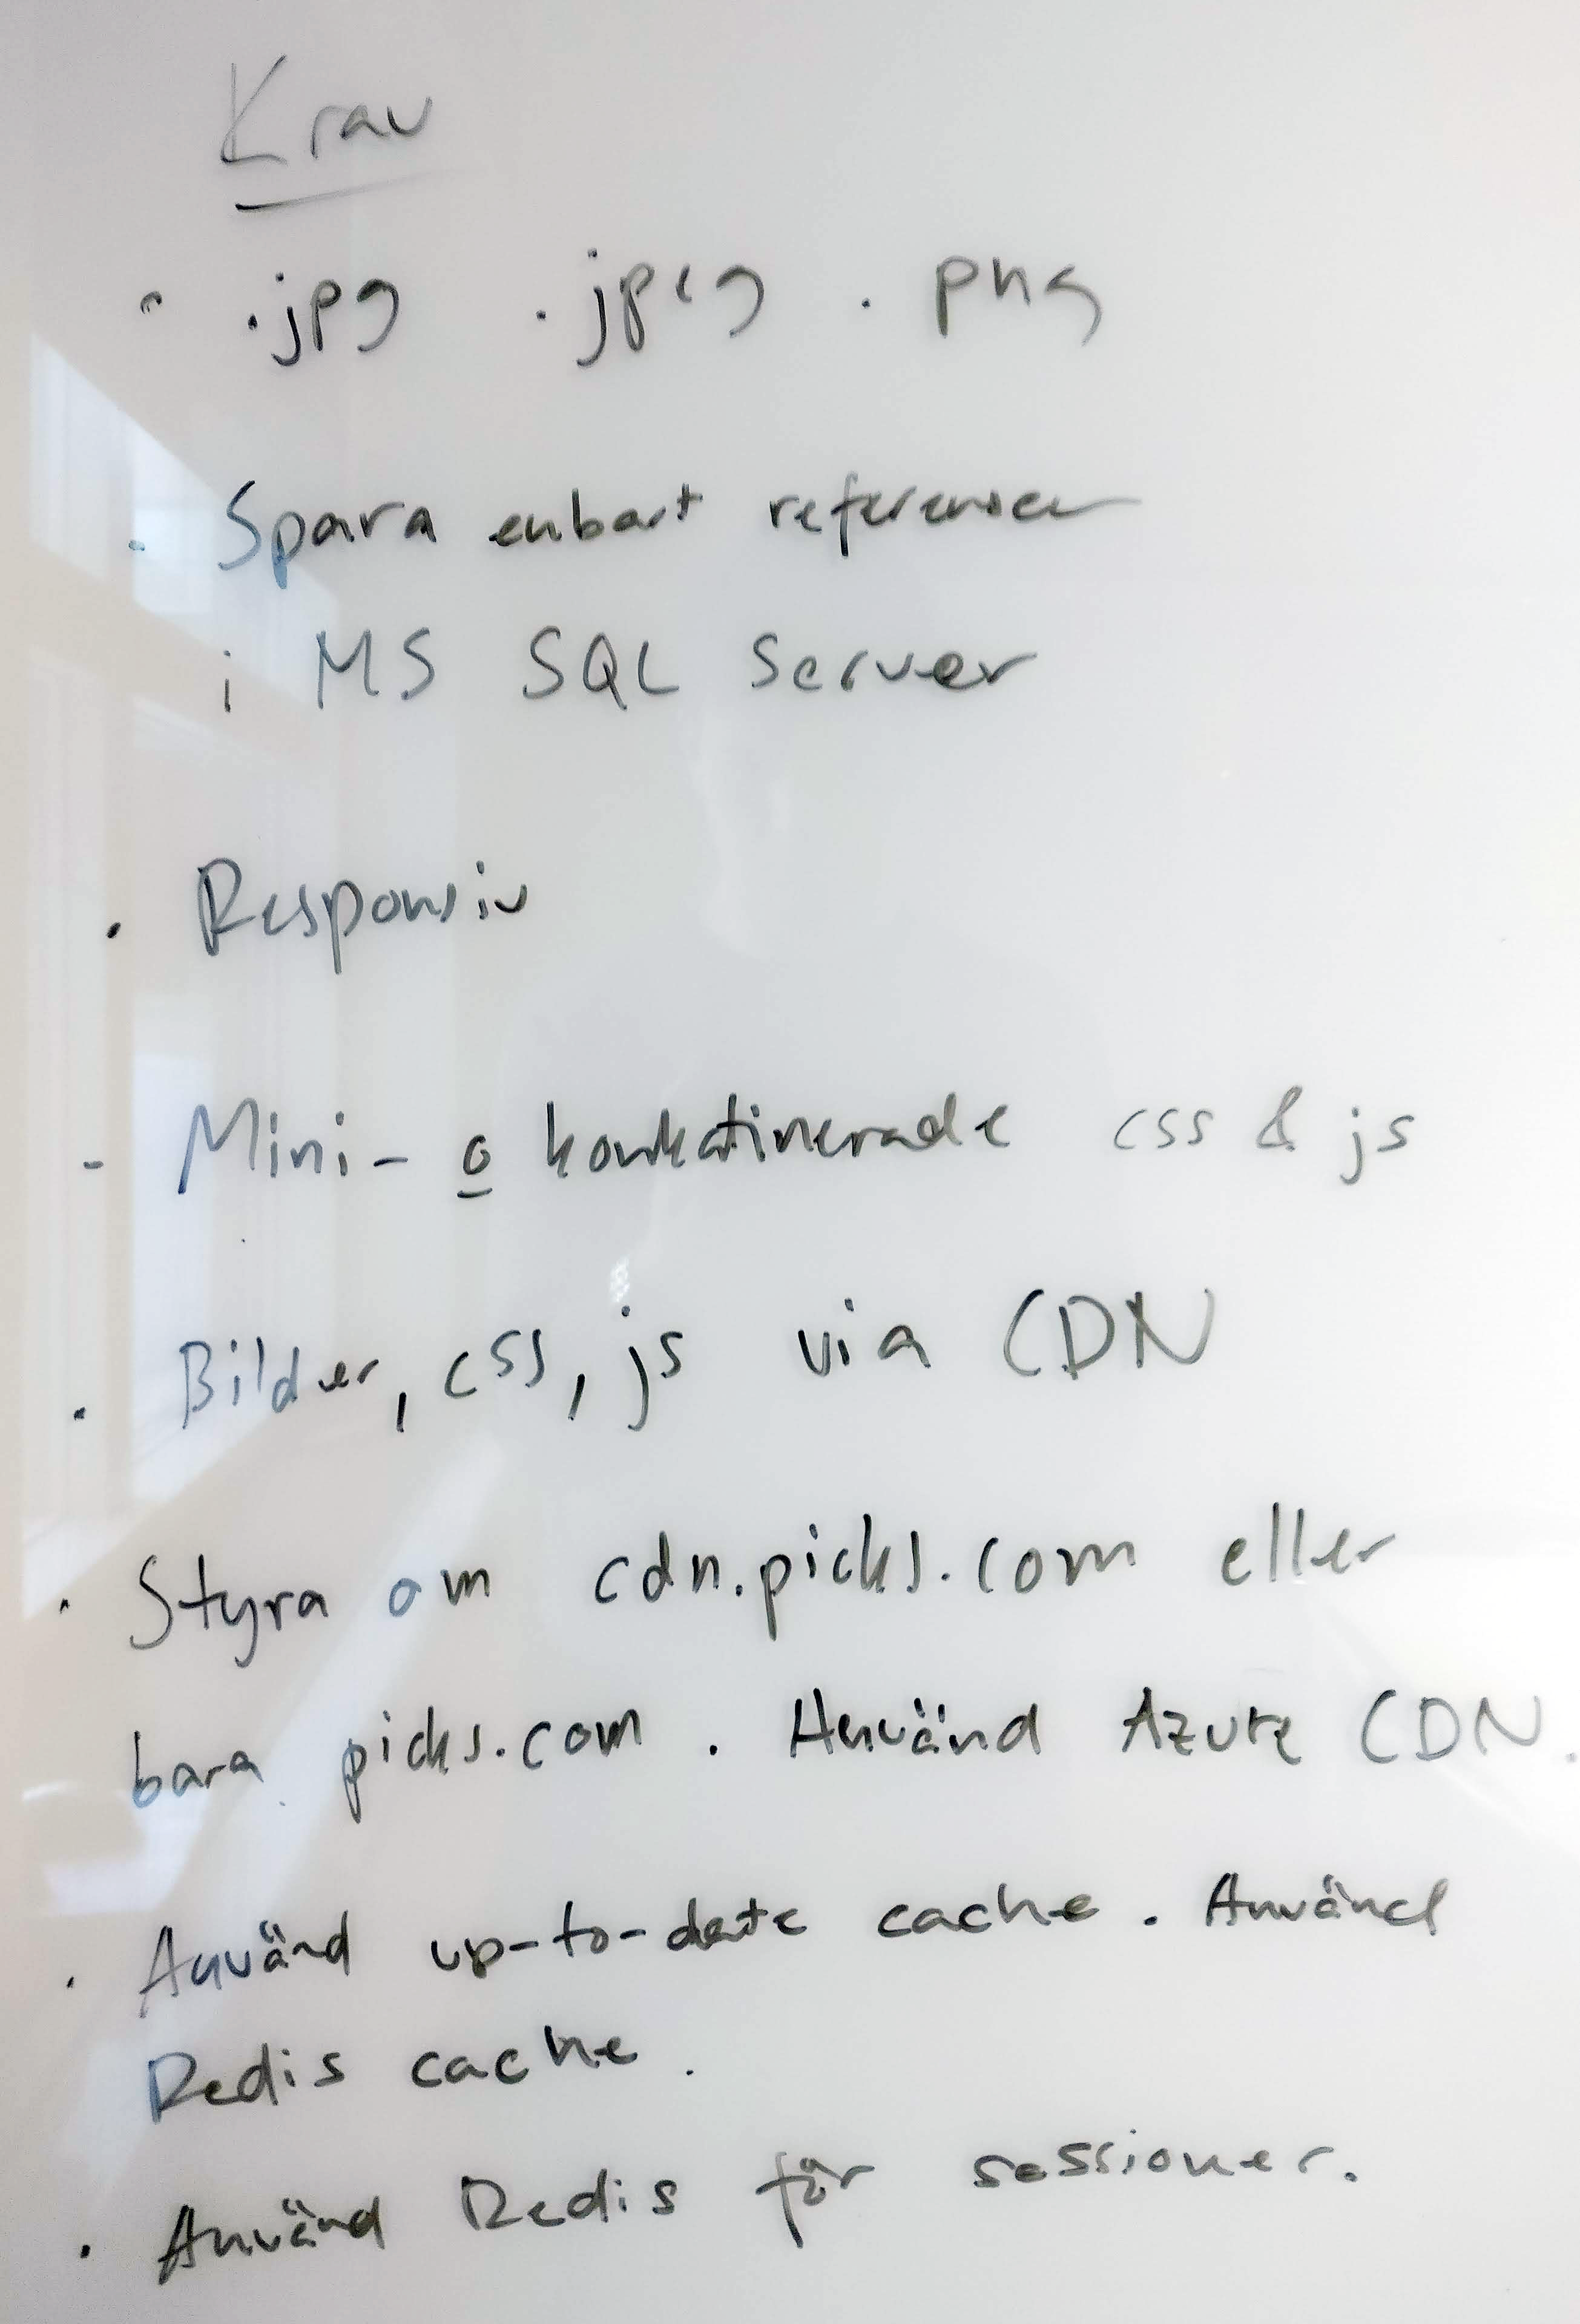 Krav
· .jpg .jpeg .png
· Spara enbart referenser
i MS SQL Server
· Responsiv
- Mini- o konkatinerade css & js
· Bilder, css, js via CDN
· Styra om cdn.picks.com eller
bara picks.com. Använd Azure CDN.
· Använd up-to-date cache. Använd
Redis cache.
· Använd Redis för sessioner.